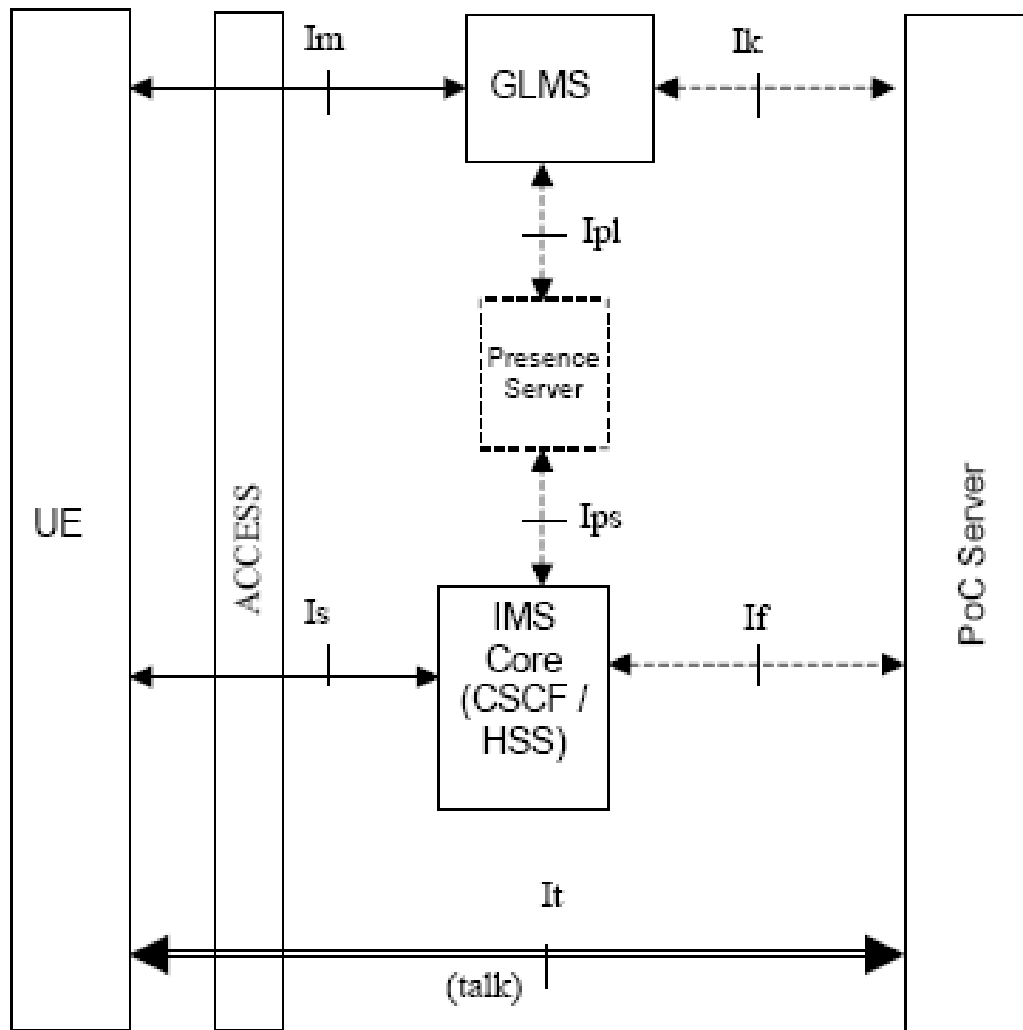 Im
Ik
GLMS
Ipl
Presence
Server
UE
ACCESS
Ips
PoC Server
Is
IMS
Core
(CSCF /
HSS)
If
It
(talk)